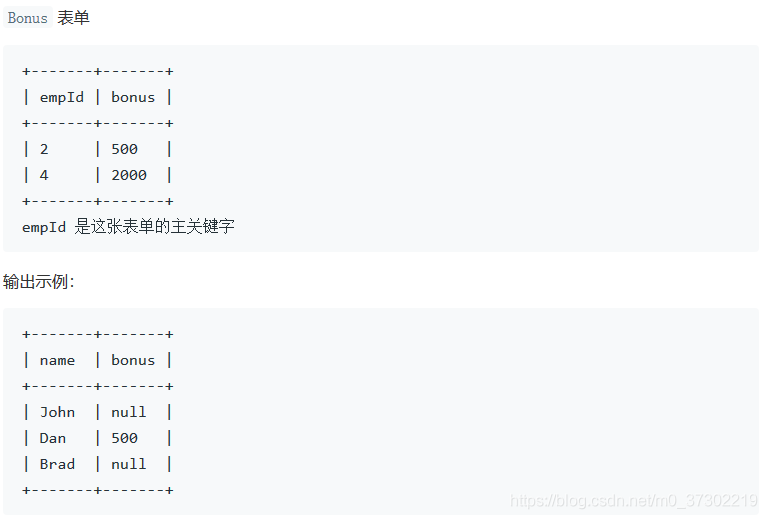 Bonus 表单
+-------+-------+
| empId | bonus |
+-------+-------+
| 2     | 500   |
| 4     | 2000  |
+-------+-------+
empId 是这张表单的主关键字
输出示例：
+-------+-------+
| name  | bonus |
+-------+-------+
| John  | null  |
| Dan   | 500   |
| Brad  | null  |
+-------+-------+
https://blog.csdn.net/m0_37302219